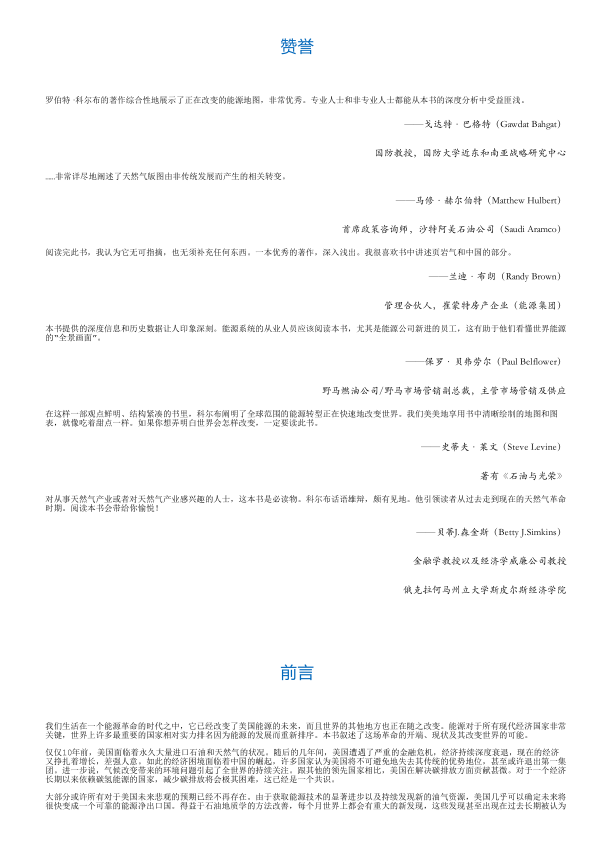 赞誉
罗伯特·科尔布的著作综合性地展示了正在改变的能源地图，非常优秀。专业人士和非专业人士都能从本书的深度分析中受益匪浅。
——戈达特·巴格特（Gawdat Bahgat）
国防教授，国防大学近东和南亚战略研究中心
……非常详尽地阐述了天然气版图由非传统发展而产生的相关转变。
——马修·赫尔伯特（Matthew Hulbert）
首席政策咨询师，沙特阿美石油公司（Saudi Aramco）
阅读完此书，我认为它无可指摘，也无须补充任何东西。一本优秀的著作，深入浅出。我很喜欢书中讲述页岩气和中国的部分。
——兰迪·布朗（Randy Brown）
管理合伙人，崔蒙特房产企业（能源集团）
本书提供的深度信息和历史数据让人印象深刻。能源系统的从业人员应该阅读本书，尤其是能源公司新进的员工，这有助于他们看懂世界能源
的“全景画面”。
——保罗·贝弗劳尔（Paul Belflower）
野马燃油公司/野马市场营销副总裁，主管市场营销及供应
在这样一部观点鲜明、结构紧凑的书里，科尔布阐明了全球范围的能源转型正在快速地改变世界。我们美美地享用书中清晰绘制的地图和图
表，就像吃着甜点一样。如果你想弄明白世界会怎样改变，一定要读此书。
——史蒂夫·莱文（Steve Levine）
著有《石油与光荣》
对从事天然气产业或者对天然气产业感兴趣的人士，这本书是必读物。科尔布话语雄辩，颇有见地。他引领读者从过去走到现在的天然气革命
时期。阅读本书会带给你愉悦！
——贝蒂J.森金斯（Betty J.Simkins）
金融学教授以及经济学威廉公司教授
俄克拉何马州立大学斯皮尔斯经济学院
前言
我们生活在一个能源革命的时代之中，它已经改变了美国能源的未来，而且世界的其他地方也正在随之改变。能源对于所有现代经济国家非常
关键，世界上许多最重要的国家相对实力排名因为能源的发展而重新排序。本书叙述了这场革命的开端、现状及其改变世界的可能。
仅仅10年前，美国面临着永久大量进口石油和天然气的状况。随后的几年间，美国遭遇了严重的金融危机，经济持续深度衰退，现在的经济
又挣扎着增长，差强人意。如此的经济困境面临着中国的崛起，许多国家认为美国将不可避免地失去其传统的优势地位，甚至或许退出第一集
团。进一步说，气候改变带来的环境问题引起了全世界的持续关注。跟其他的领先国家相比，美国在解决碳排放方面贡献甚微。对于一个经济
长期以来依赖碳氢能源的国家，减少碳排放将会极其困难，这已经是一个共识。
大部分或许所有对于美国未来悲观的预期已经不再存在。由于获取能源技术的显著进步以及持续发现新的油气资源，美国几乎可以确定未来将
很快变成一个可靠的能源净出口国。得益于石油地质学的方法改善，每个月世界上都会有重大的新发现，这些发现甚至出现在过去长期被认为